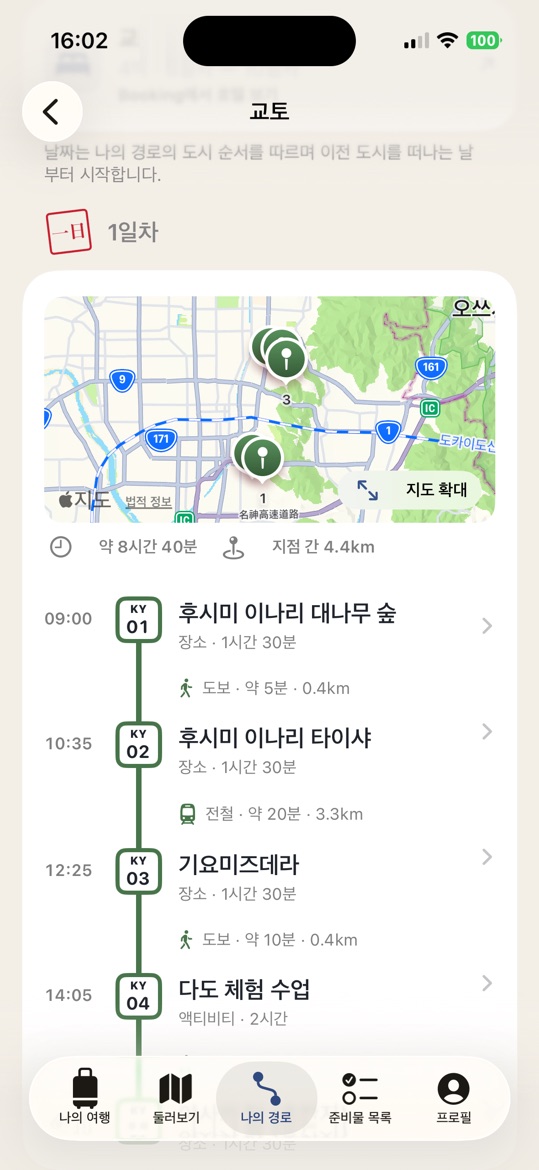 16:02
100
교토
날짜는 나의 경로의 도시 순서를 따르며 이전 도시를 떠나는 날
부터 시작합니다.
一日 1일차
오쓰
9
161
3
IC
171
1
도카이도신
1
지도 법적 정보
지도 확대
IC
名神高速道路
약 8시간 40분 지점 간 4.4km
09:00 KY 01 후시미 이나리 대나무 숲
장소 · 1시간 30분
도보 · 약 5분 · 0.4km
10:35 KY 02 후시미 이나리 타이샤
장소 · 1시간 30분
전철 · 약 20분 · 3.3km
12:25 KY 03 기요미즈데라
장소 · 1시간 30분
도보 · 약 10분 · 0.4km
14:05 KY 04 다도 체험 수업
액티비티 · 2시간
나의 여행 둘러보기 나의 경로 준비물 목록 프로필